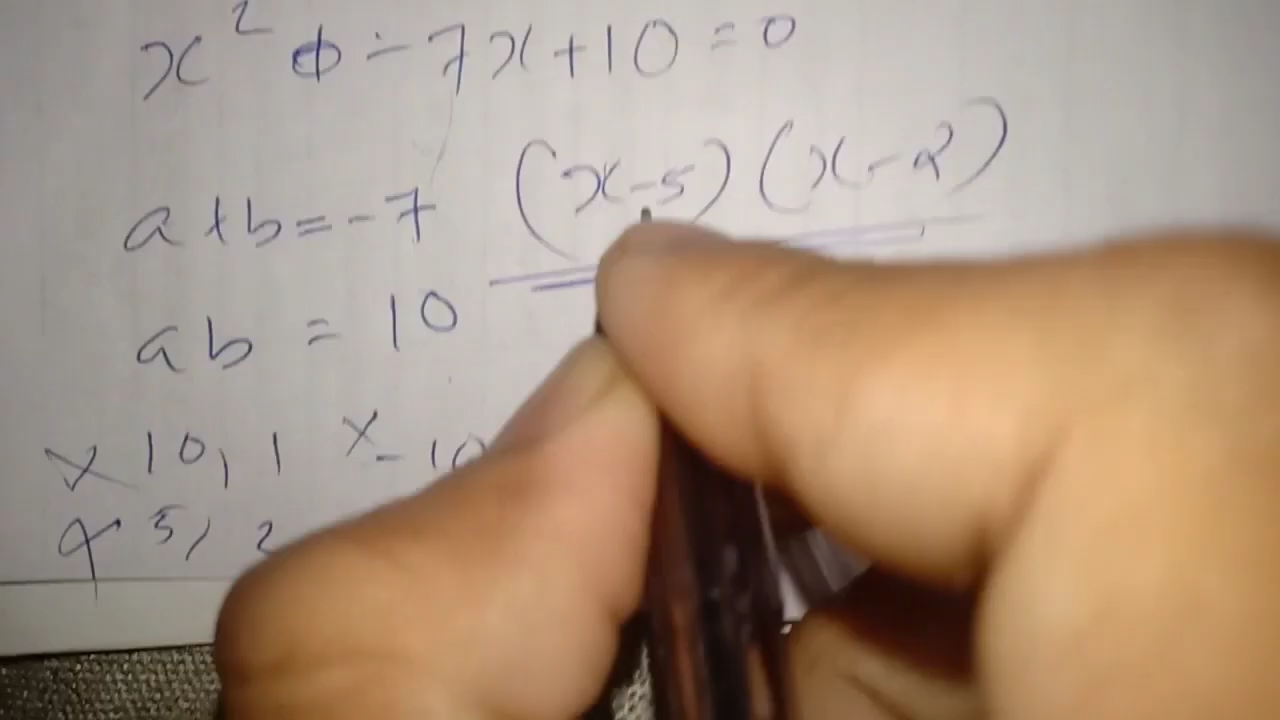 x² - 7x + 10 = 0
(x-5) (x-2)
a + b = - 7
ab = 10
x 10, 1 x - 10
5, 2